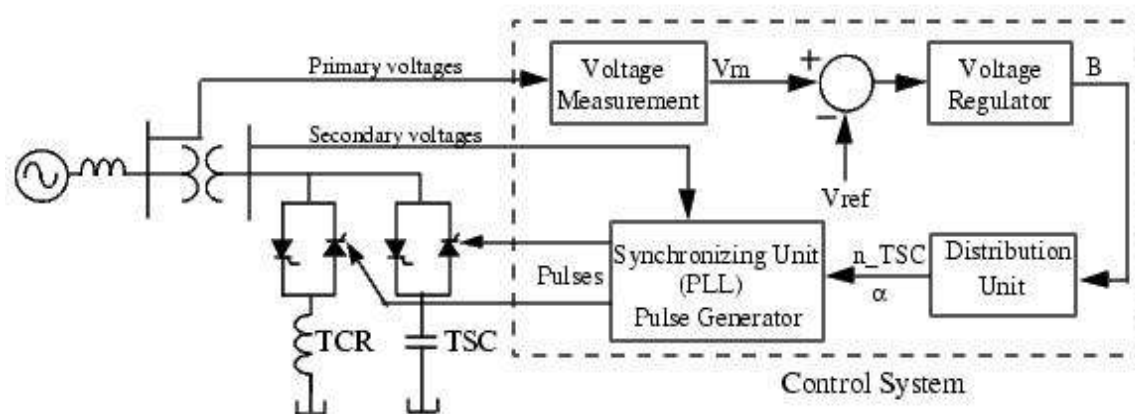 Primary voltages
Voltage
Measurement
Vm
+
−
Voltage
Regulator
B
Secondary voltages
Vref
Pulses
Synchronizing Unit
(PLL)
Pulse Generator
n_TSC
α
Distribution
Unit
TCR
TSC
Control System